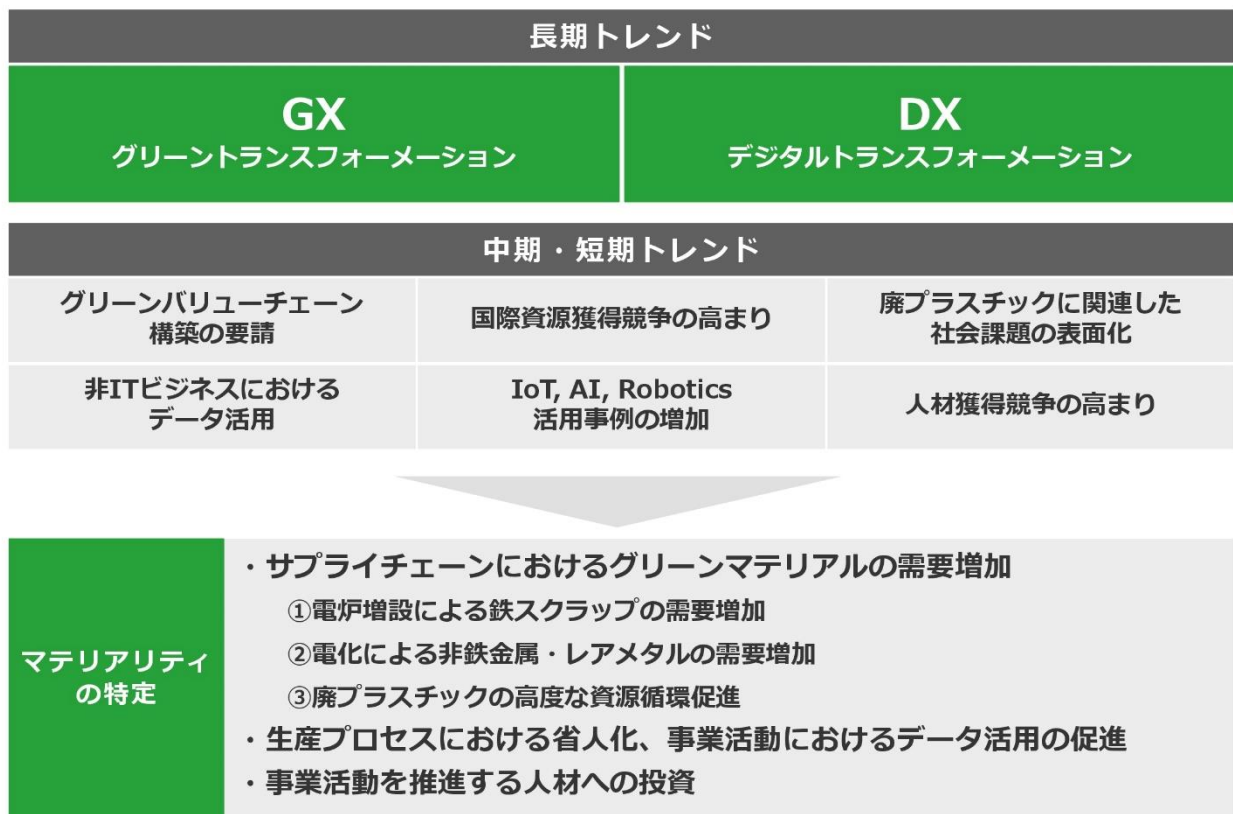 長期トレンド
GX
グリーントランスフォーメーション
DX
デジタルトランスフォーメーション
中期・短期トレンド
グリーンバリューチェーン
構築の要請
国際資源獲得競争の高まり
廃プラスチックに関連した
社会課題の表面化
非ITビジネスにおける
データ活用
IoT, AI, Robotics
活用事例の増加
人材獲得競争の高まり
マテリアリティ
の特定
・サプライチェーンにおけるグリーンマテリアルの需要増加
①電炉増設による鉄スクラップの需要増加
②電化による非鉄金属・レアメタルの需要増加
③廃プラスチックの高度な資源循環促進
・生産プロセスにおける省人化、事業活動におけるデータ活用の促進
・事業活動を推進する人材への投資